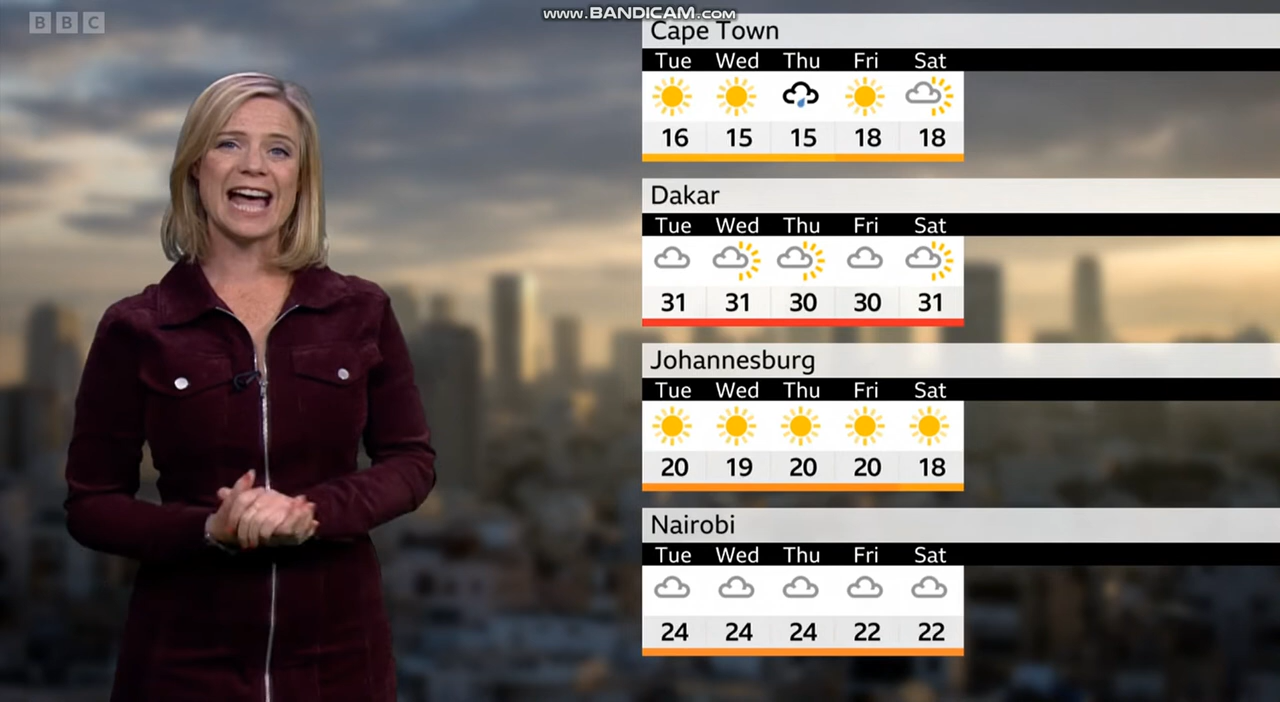 BBC
www.BANDICAM.com
Cape Town
Tue Wed Thu Fri Sat
16 15 15 18 18
Dakar
Tue Wed Thu Fri Sat
31 31 30 30 31
Johannesburg
Tue Wed Thu Fri Sat
20 19 20 20 18
Nairobi
Tue Wed Thu Fri Sat
24 24 24 22 22